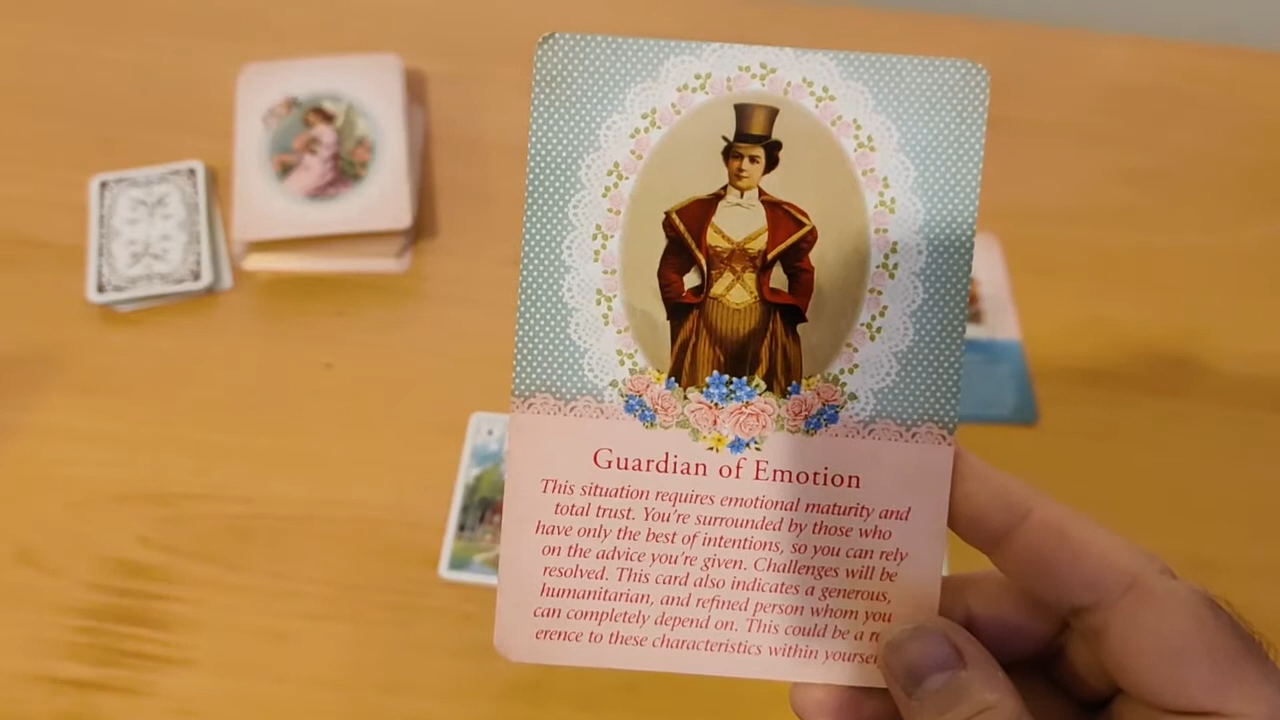 Guardian of Emotion
This situation requires emotional maturity and
total trust. You're surrounded by those who
have only the best of intentions, so you can rely
on the advice you're given. Challenges will be
resolved. This card also indicates a generous,
humanitarian, and refined person whom you
can completely depend on. This could be a
erence to these characteristics within